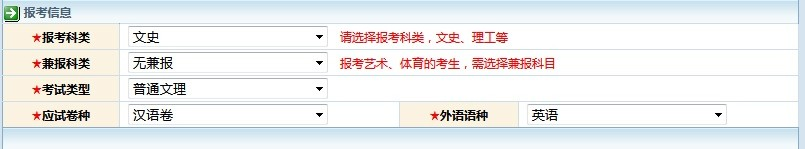 报考信息
★报考科类 文史 请选择报考科类，文史、理工等
★兼报科类 无兼报 报考艺术、体育的考生，需选择兼报科目
★考试类型 普通文理
★应试卷种 汉语卷 ★外语语种 英语